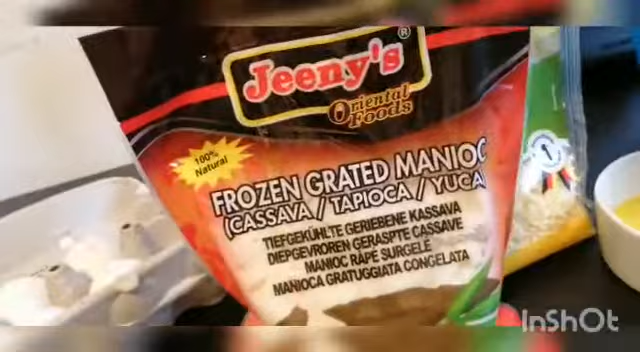 Jeeny's®
Oriental
Foods
100%
Natural
FROZEN GRATED MANIOC
(CASSAVA / TAPIOCA / YUCA
TIEFGEKÜHLTE GERIEBENE KASSAVA
DIEPGEVROREN GERASPTE CASSAVE
MANIOC RÂPÉ SURGELÉ
MANIOCA GRATUGGIATA CONGELATA
1
InShOt